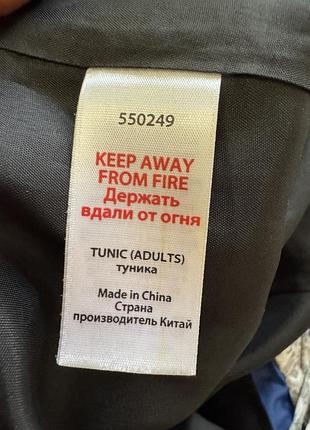 550249
KEEP AWAY
FROM FIRE
Держать
вдали от огня
TUNIC (ADULTS)
туника
Made in China
Страна
производитель Китай